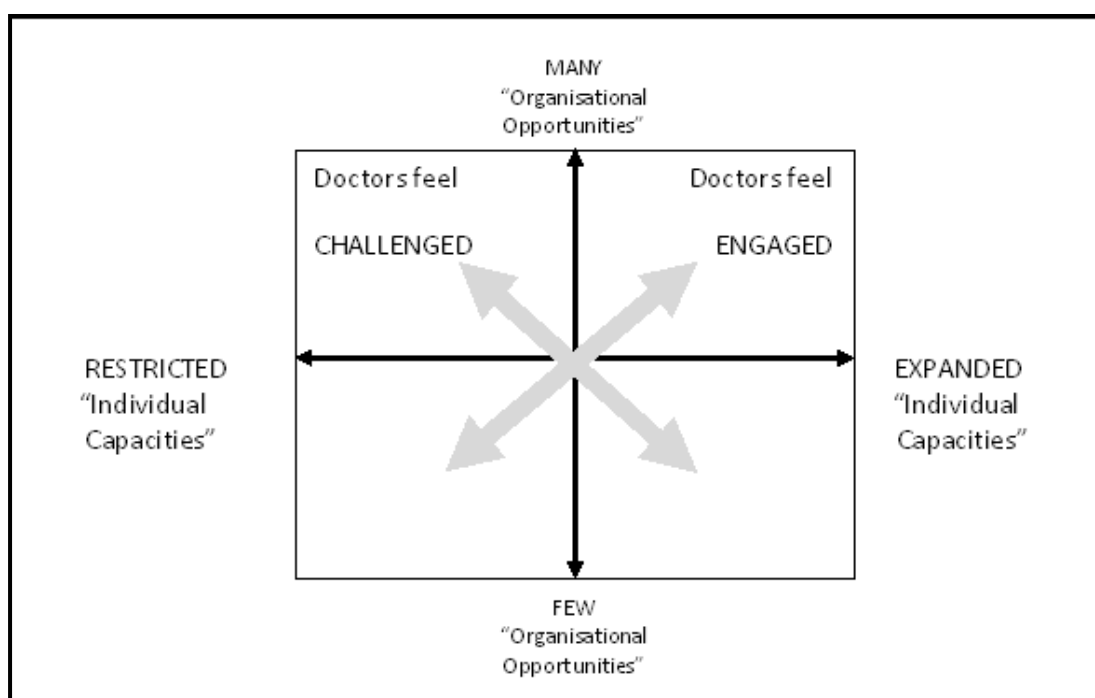 MANY
“Organisational
Opportunities”
Doctors feel
Doctors feel
CHALLENGED
ENGAGED
RESTRICTED
“Individual
Capacities”
EXPANDED
“Individual
Capacities”
FEW
“Organisational
Opportunities”